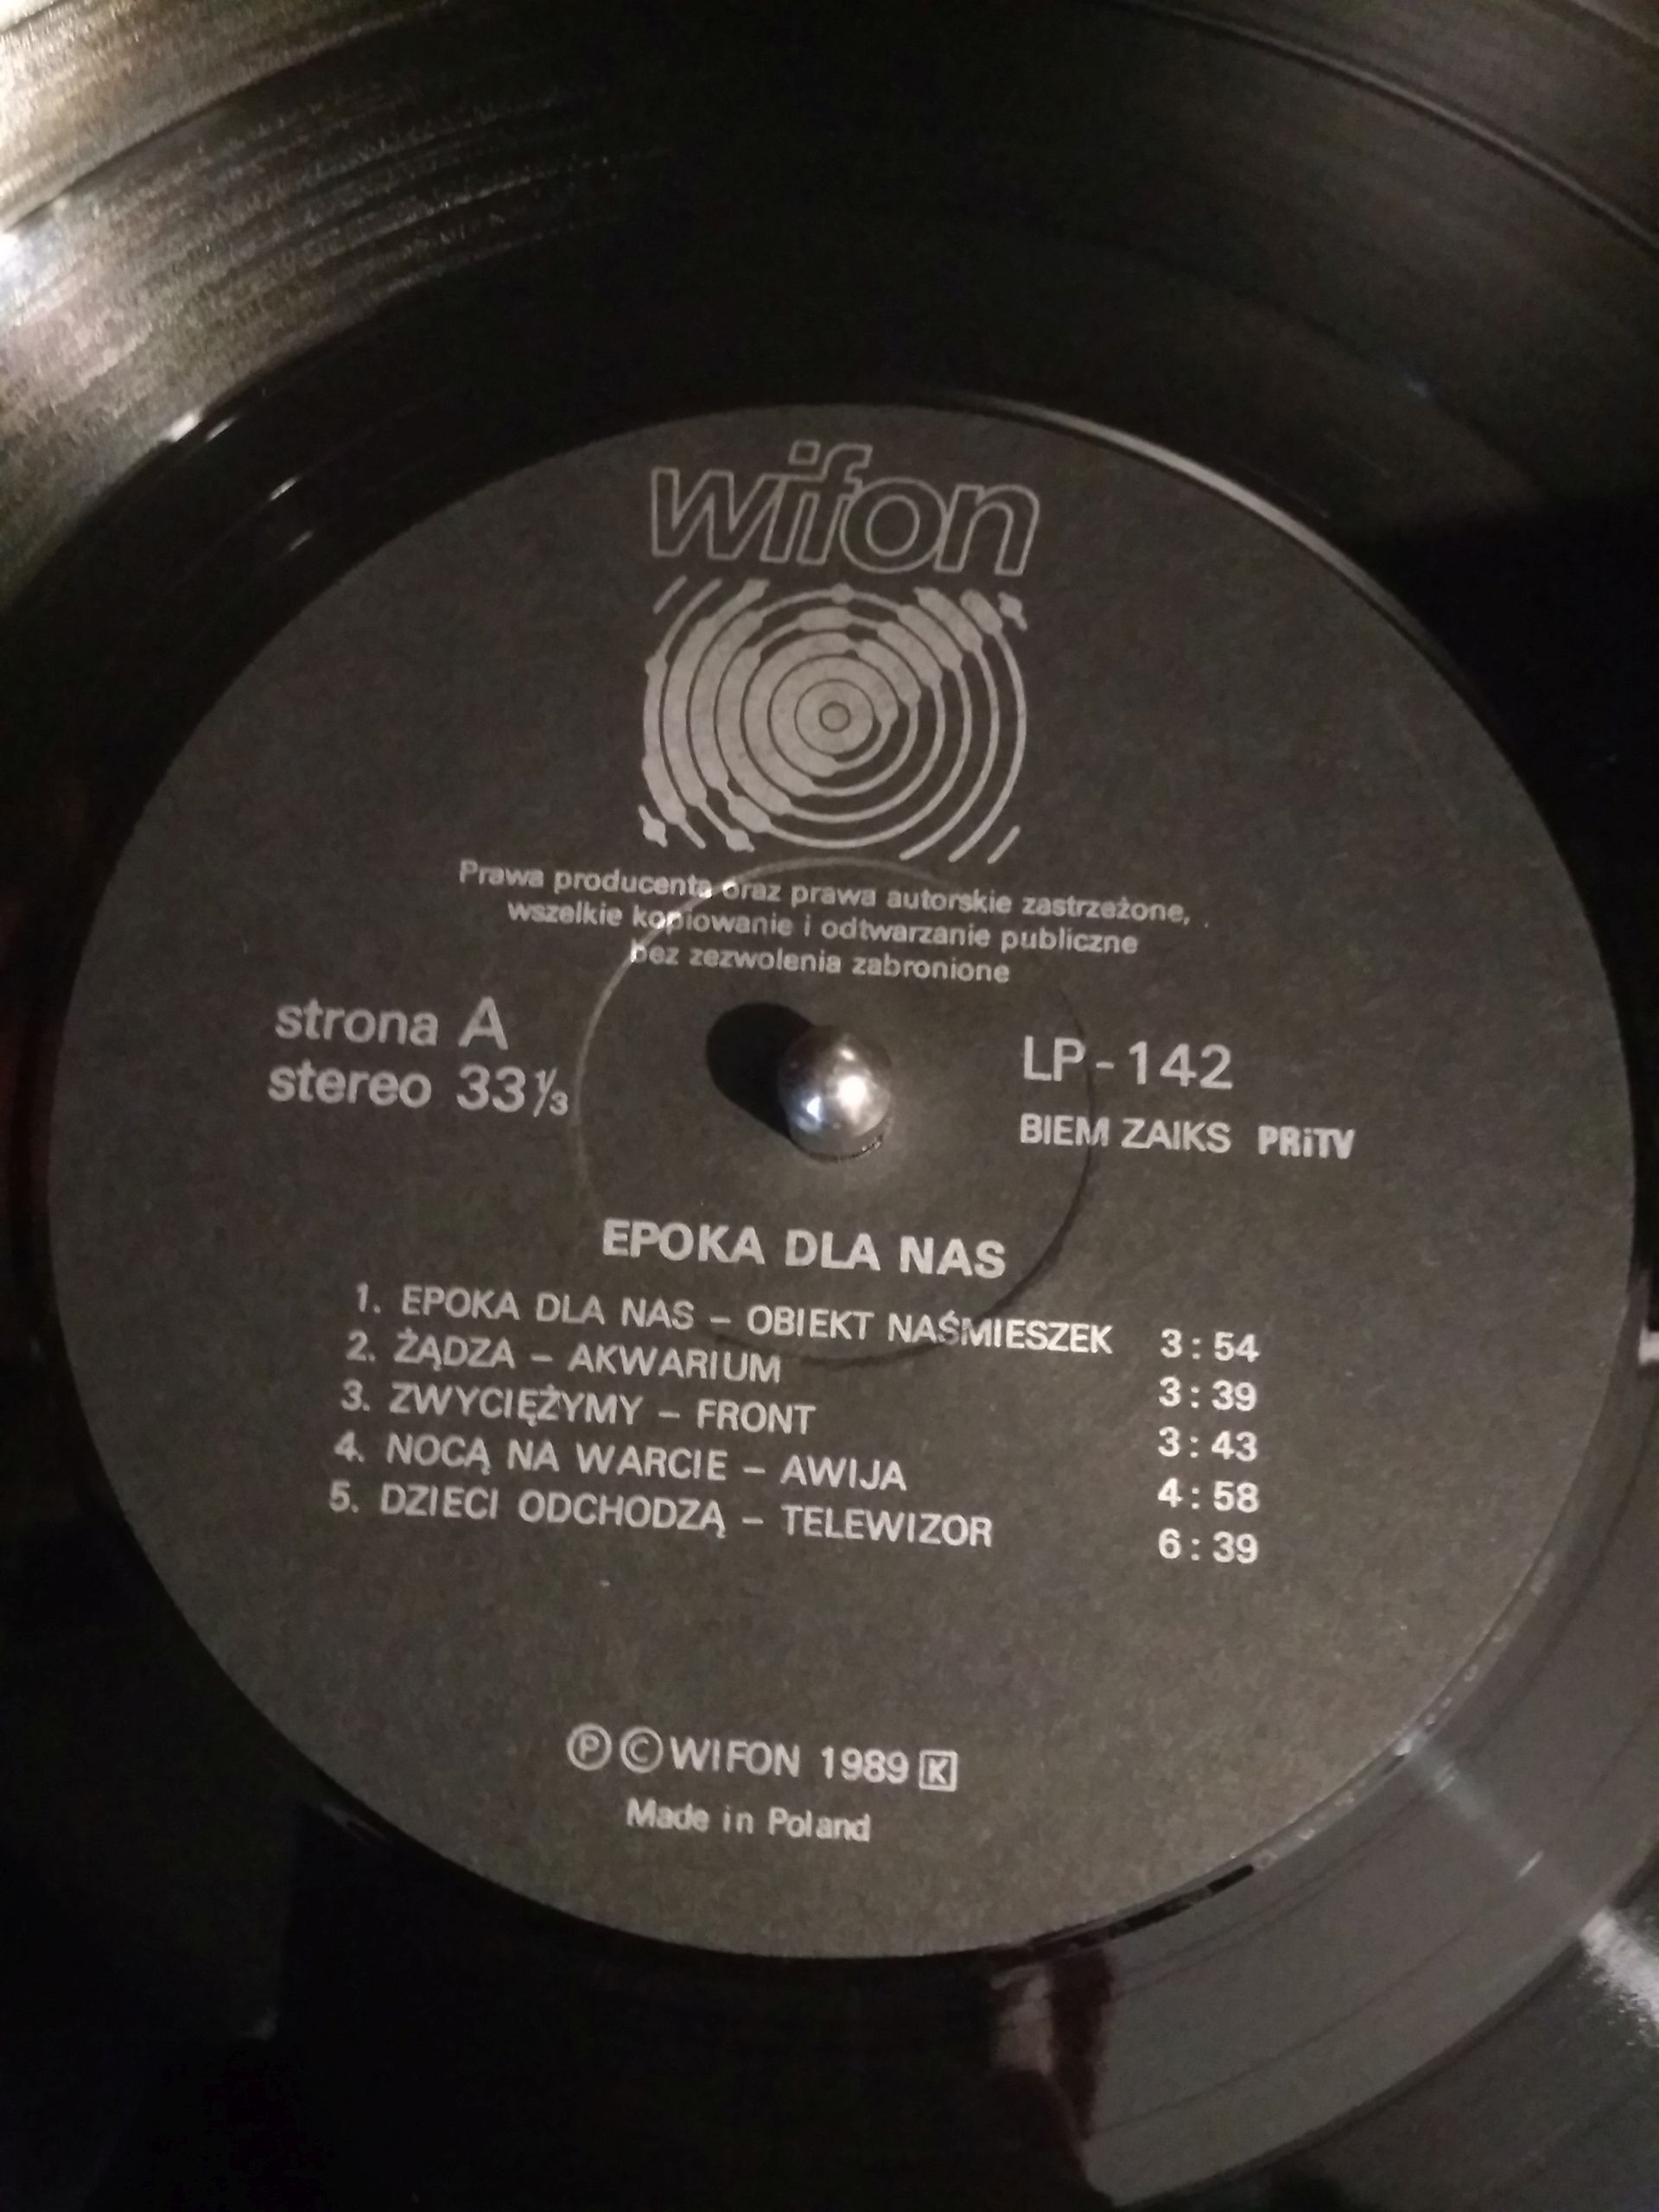 wifon
Prawa producenta oraz prawa autorskie zastrzeżone,
wszelkie kopiowanie i odtwarzanie publiczne
bez zezwolenia zabronione
strona A
stereo 33⅓
LP-142
BIEM ZAIKS PRiTV
EPOKA DLA NAS
1. EPOKA DLA NAS – OBIEKT NAŚMIESZEK 3:54
2. ŻĄDZA – AKWARIUM 3:39
3. ZWYCIĘŻYMY – FRONT 3:43
4. NOCĄ NA WARCIE – AWIJA 4:58
5. DZIECI ODCHODZĄ – TELEWIZOR 6:39
Ⓟ © WIFON 1989 K
Made in Poland